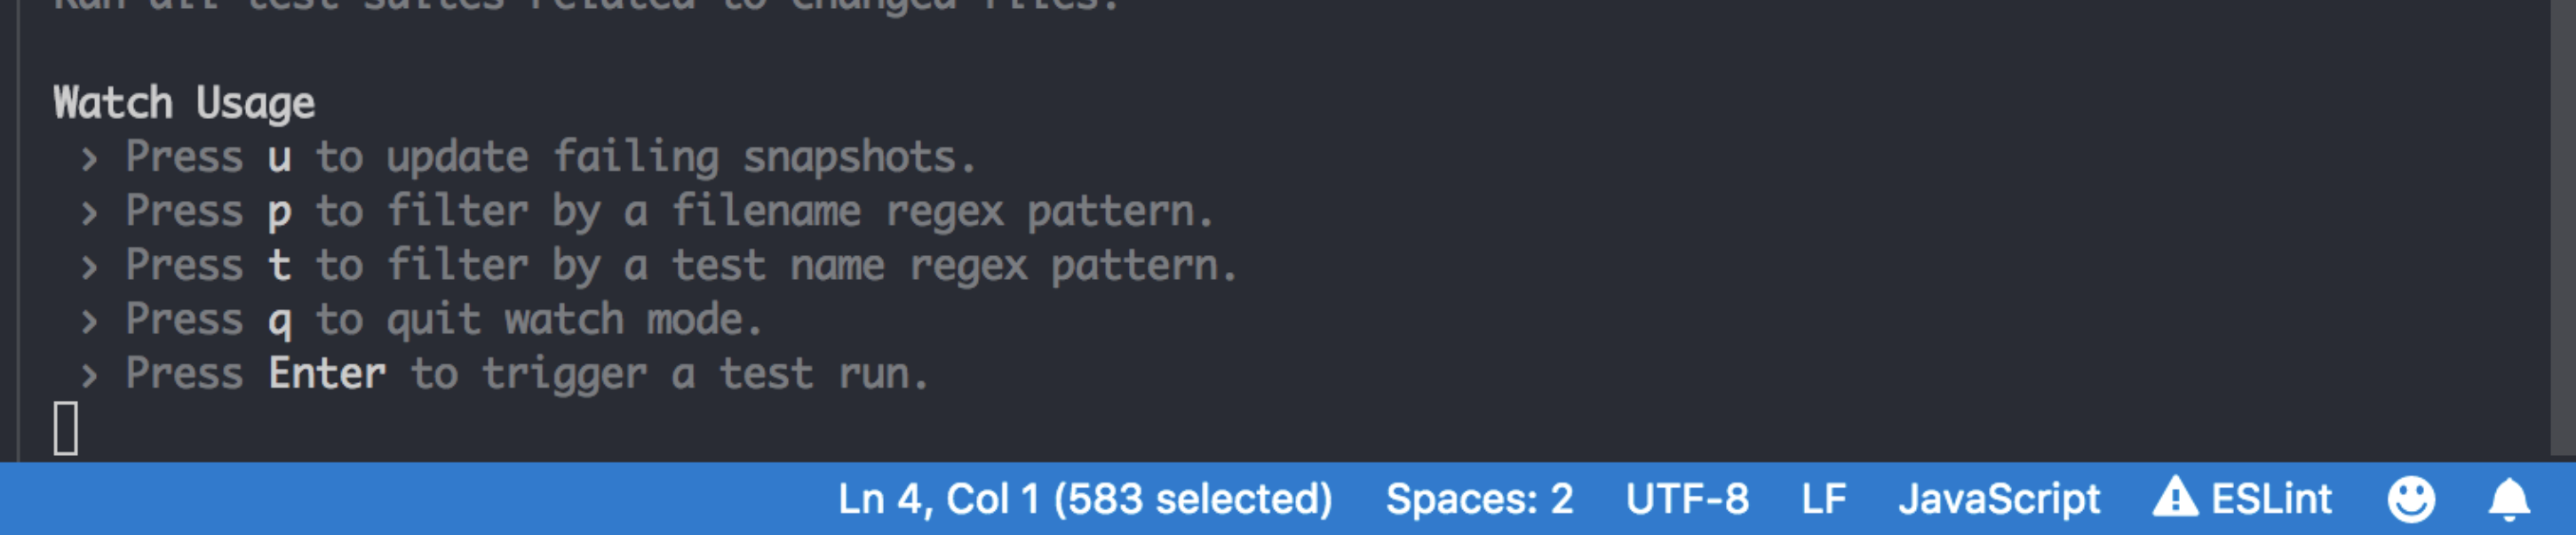 Ran all test suites related to changed files.
Watch Usage
› Press u to update failing snapshots.
› Press p to filter by a filename regex pattern.
› Press t to filter by a test name regex pattern.
› Press q to quit watch mode.
› Press Enter to trigger a test run.
Ln 4, Col 1 (583 selected) Spaces: 2 UTF-8 LF JavaScript ESLint